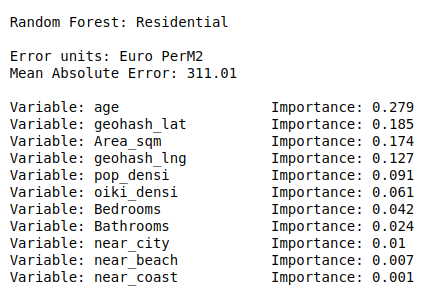 Random Forest: Residential
Error units: Euro PerM2
Mean Absolute Error: 311.01
Variable: age Importance: 0.279
Variable: geohash_lat Importance: 0.185
Variable: Area_sqm Importance: 0.174
Variable: geohash_lng Importance: 0.127
Variable: pop_densi Importance: 0.091
Variable: oiki_densi Importance: 0.061
Variable: Bedrooms Importance: 0.042
Variable: Bathrooms Importance: 0.024
Variable: near_city Importance: 0.01
Variable: near_beach Importance: 0.007
Variable: near_coast Importance: 0.001